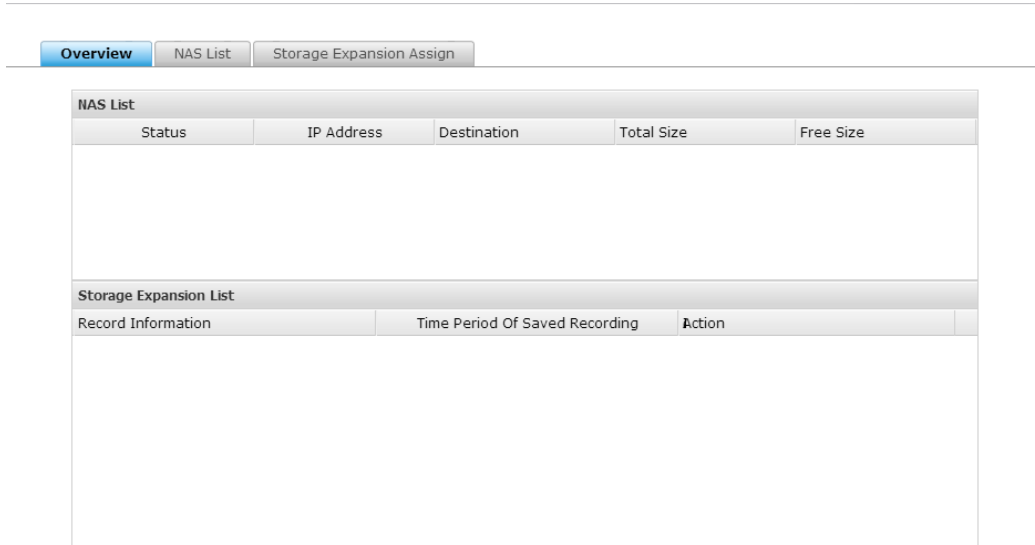 Overview NAS List Storage Expansion Assign
NAS List
Status IP Address Destination Total Size Free Size
Storage Expansion List
Record Information Time Period Of Saved Recording Action